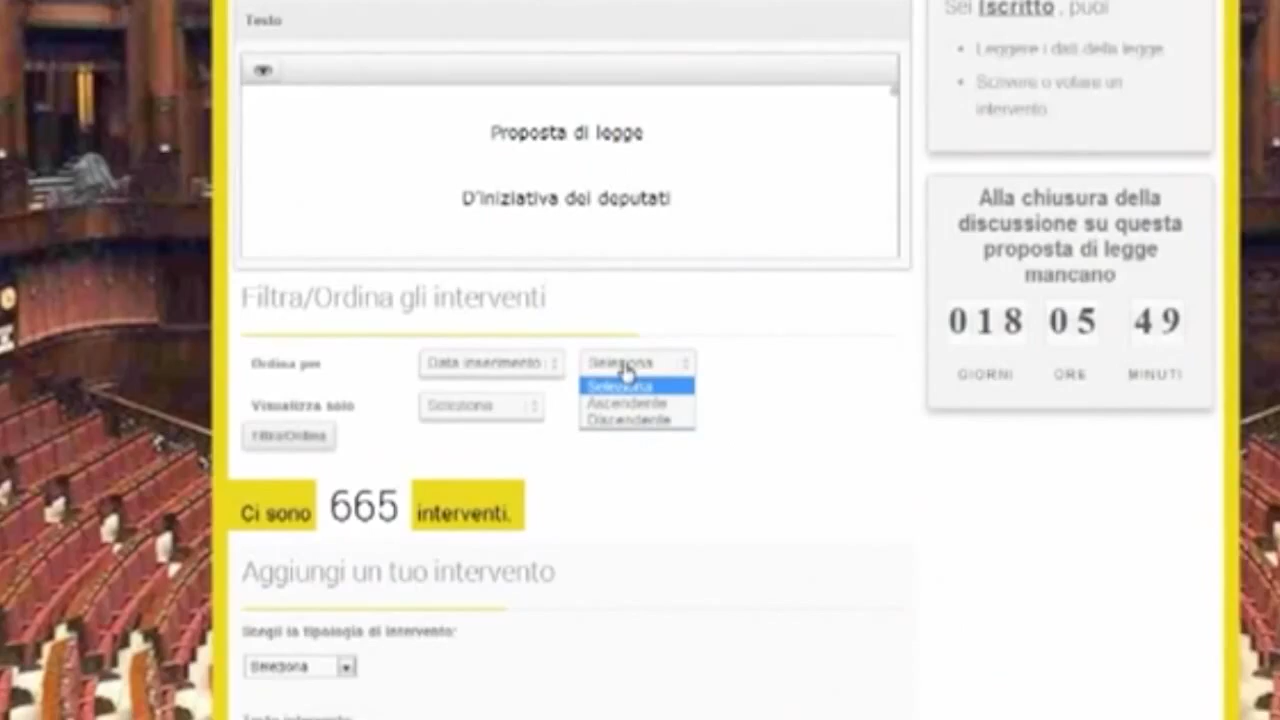 Testo
Proposta di legge
D'iniziativa dei deputati
Filtra/Ordina gli interventi
Ordina per
Data inserimento
Seleziona
Seleziona
Ascendente
Discendente
Visualizza solo
Seleziona
Filtra/Ordina
Ci sono 665 interventi.
Aggiungi un tuo intervento
Scegli la tipologia di intervento:
Seleziona
Sei Iscritto , puoi
Leggere i dati della legge
Scrivere o votare un
intervento
Alla chiusura della
discussione su questa
proposta di legge
mancano
018 05 49
GIORNI ORE MINUTI